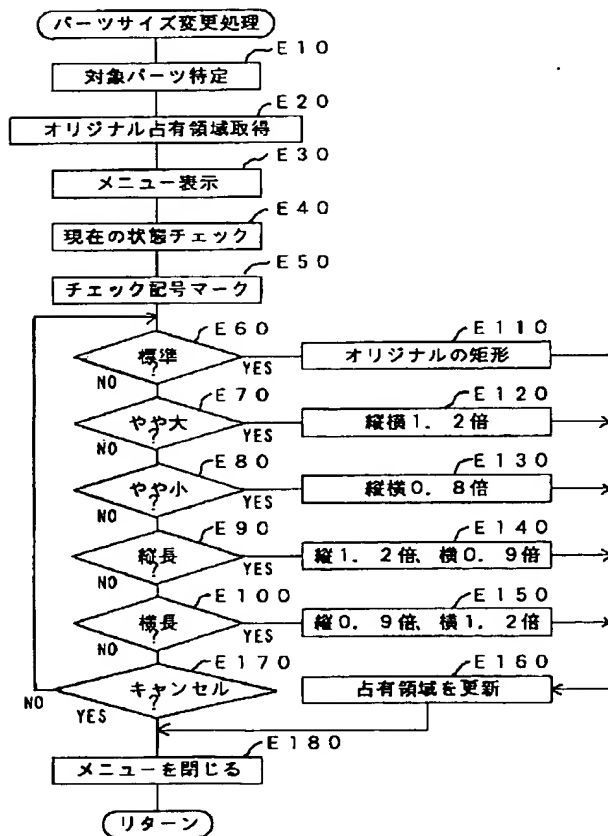 パーツサイズ変更処理
E10
対象パーツ特定
E20
オリジナル占有領域取得
E30
メニュー表示
E40
現在の状態チェック
E50
チェック記号マーク
E60
標準
?
NO
YES
E110
オリジナルの矩形
E70
やや大
?
NO
YES
E120
縦横1.2倍
E80
やや小
?
NO
YES
E130
縦横0.8倍
E90
縦長
?
NO
YES
E140
縦1.2倍、横0.9倍
E100
横長
?
NO
YES
E150
縦0.9倍、横1.2倍
E170
キャンセル
?
NO
YES
E160
占有領域を更新
E180
メニューを閉じる
リターン